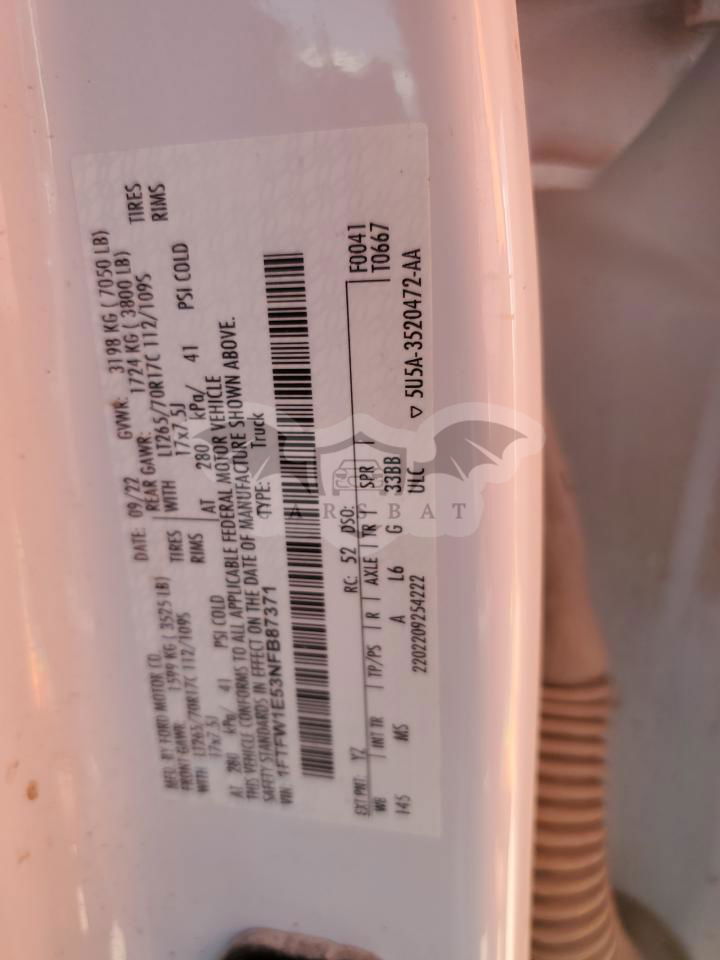 MFD. BY FORD MOTOR CO. DATE: 09/22 GVWR: 3198 KG ( 7050 LB)
FRONT GAWR: 1599 KG ( 3525 LB) REAR GAWR: 1724 KG ( 3800 LB)
WITH LT265/70R17C 112/109S TIRES WITH LT265/70R17C 112/109S TIRES
17x7.5J RIMS 17x7.5J RIMS
AT 280 kPa/ 41 PSI COLD AT 280 kPa/ 41 PSI COLD
THIS VEHICLE CONFORMS TO ALL APPLICABLE FEDERAL MOTOR VEHICLE
SAFETY STANDARDS IN EFFECT ON THE DATE OF MANUFACTURE SHOWN ABOVE.
VIN: 1FTFW1E53NFB87371 TYPE: Truck
EXT PNT: YZ RC: 52 DSO: F0041
WB INT TR TP/PS R AXLE TR SPR T0667
145 MS A L6 G 33BB
2202209254222 ULC ▽ 5U5A-3520472-AA
CARSBAT